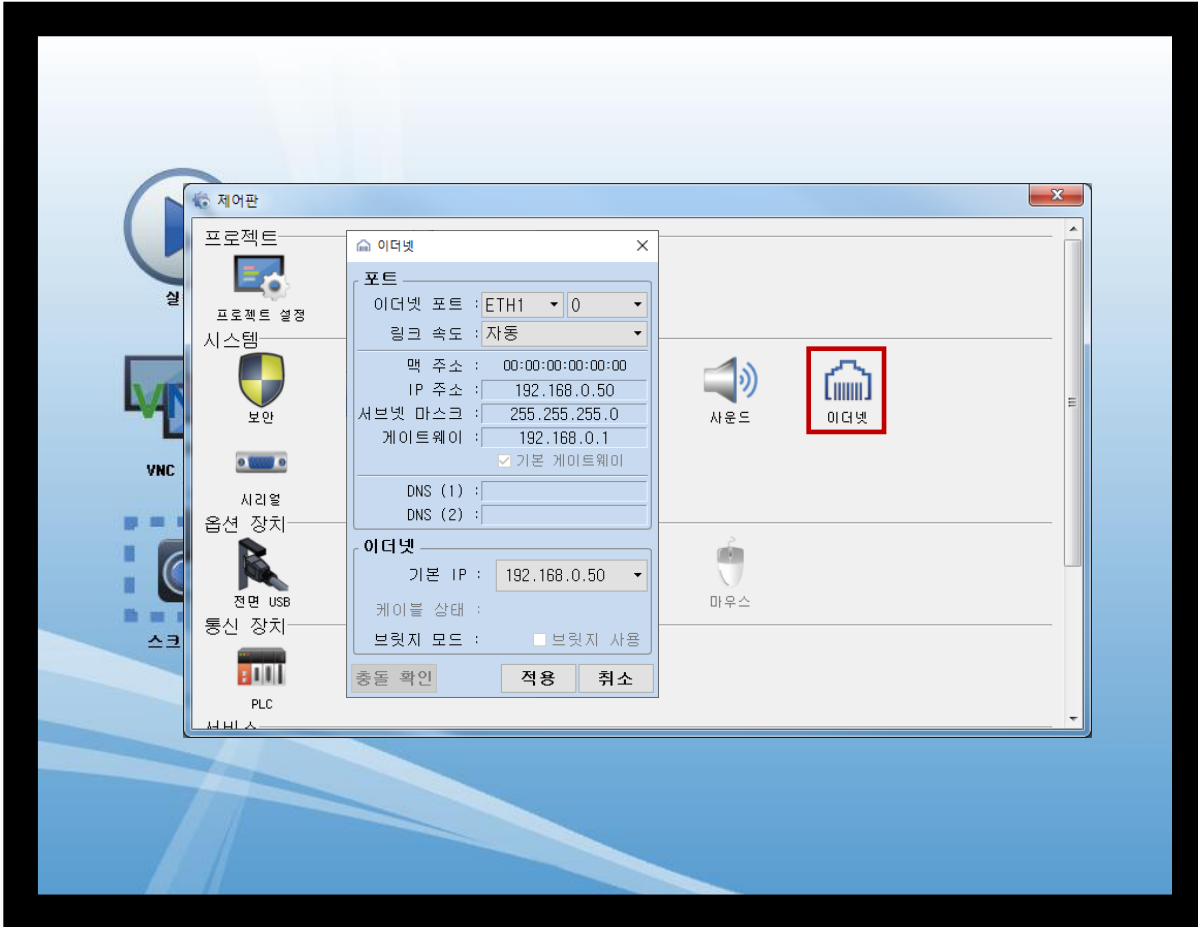 제어판
프로젝트
프로젝트 설정
시스템
보안
사운드
이더넷
시리얼
옵션 장치
전면 USB
마우스
통신 장치
PLC
VNC
이더넷
포트
이더넷 포트 : ETH1 0
링크 속도 : 자동
맥 주소 : 00:00:00:00:00:00
IP 주소 : 192.168.0.50
서브넷 마스크 : 255.255.255.0
게이트웨이 : 192.168.0.1
기본 게이트웨이
DNS (1) :
DNS (2) :
이더넷
기본 IP : 192.168.0.50
케이블 상태 :
브릿지 모드 : 브릿지 사용
충돌 확인 적용 취소